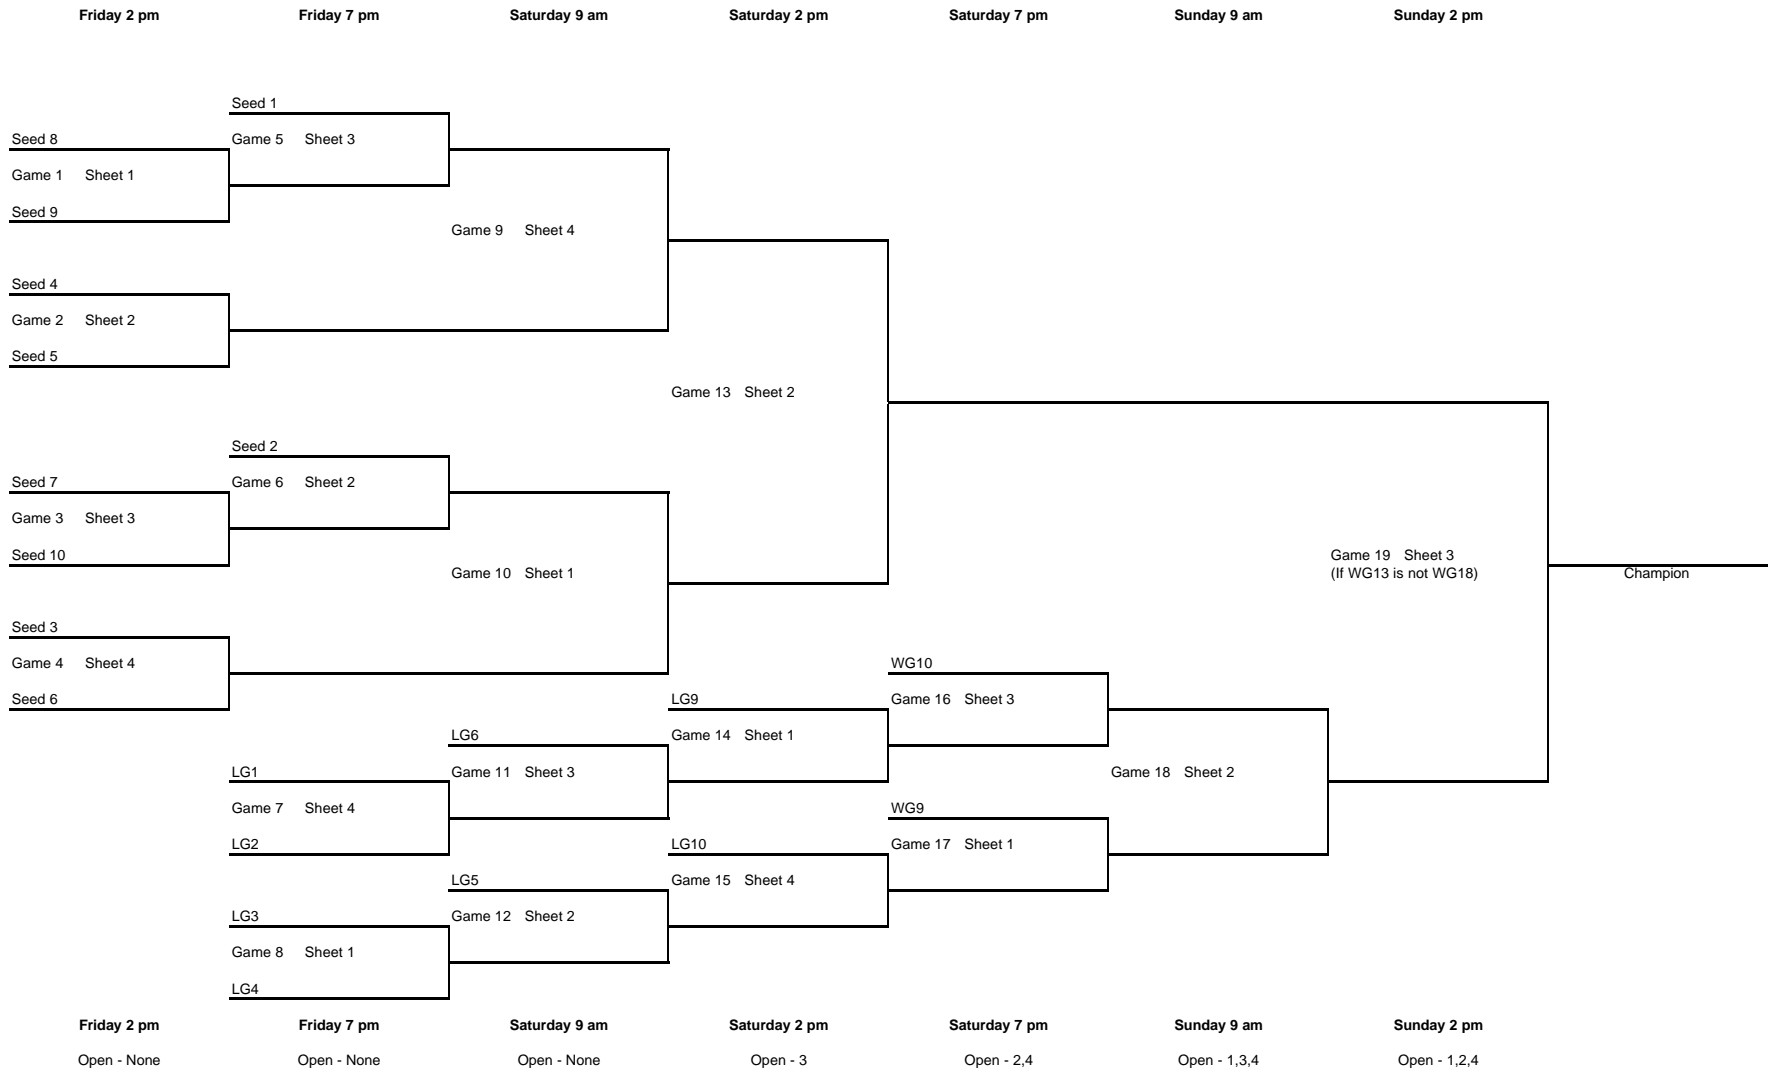 Friday 2 pm Friday 7 pm Saturday 9 am Saturday 2 pm Saturday 7 pm Sunday 9 am Sunday 2 pm
Seed 1
Seed 8 Game 5 Sheet 3
Game 1 Sheet 1
Seed 9
Game 9 Sheet 4
Seed 4
Game 2 Sheet 2
Seed 5
Game 13 Sheet 2
Seed 2
Seed 7 Game 6 Sheet 2
Game 3 Sheet 3
Seed 10 Game 19 Sheet 3
Game 10 Sheet 1 (If WG13 is not WG18) Champion
Seed 3
Game 4 Sheet 4 WG10
Seed 6 LG9 Game 16 Sheet 3
LG6 Game 14 Sheet 1
LG1 Game 11 Sheet 3 Game 18 Sheet 2
Game 7 Sheet 4 WG9
LG2 LG10 Game 17 Sheet 1
LG5 Game 15 Sheet 4
LG3 Game 12 Sheet 2
Game 8 Sheet 1
LG4
Friday 2 pm Friday 7 pm Saturday 9 am Saturday 2 pm Saturday 7 pm Sunday 9 am Sunday 2 pm
Open - None Open - None Open - None Open - 3 Open - 2,4 Open - 1,3,4 Open - 1,2,4